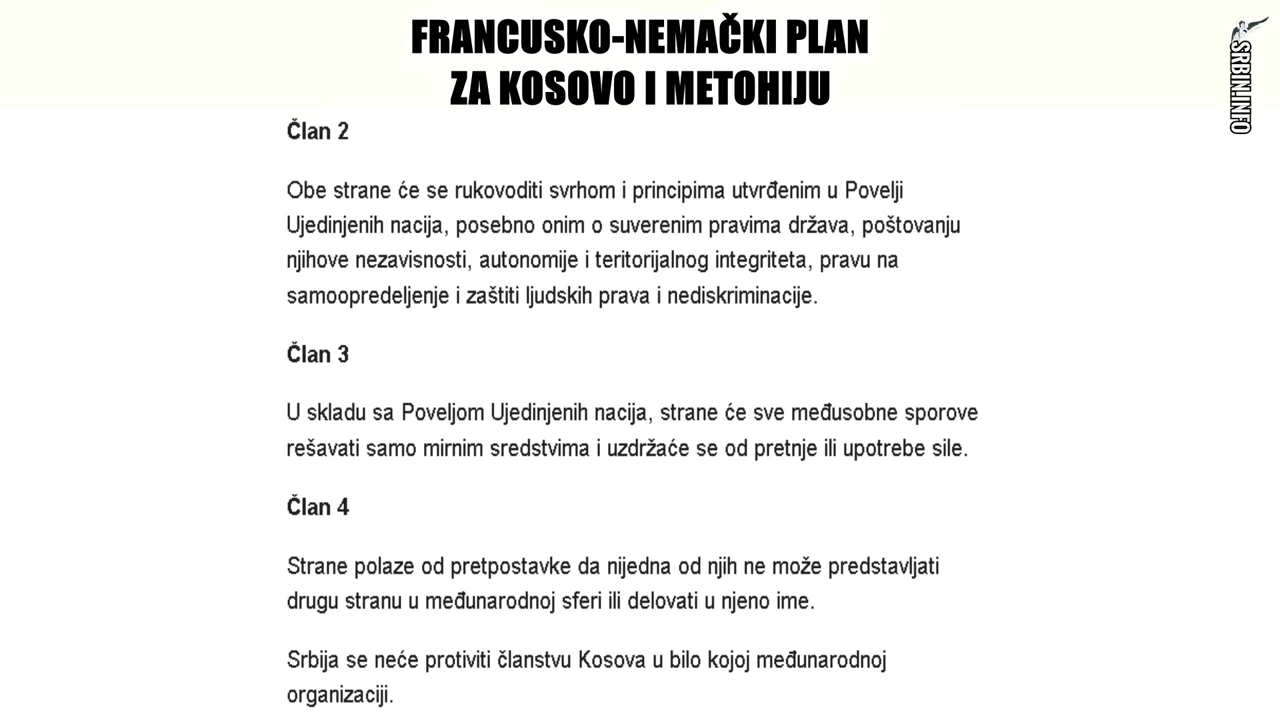 FRANCUSKO-NEMAČKI PLAN
ZA KOSOVO I METOHIJU
SRBIN.INFO
Član 2
Obe strane će se rukovoditi svrhom i principima utvrđenim u Povelji
Ujedinjenih nacija, posebno onim o suverenim pravima država, poštovanju
njihove nezavisnosti, autonomije i teritorijalnog integriteta, pravu na
samoopredeljenje i zaštiti ljudskih prava i nediskriminacije.
Član 3
U skladu sa Poveljom Ujedinjenih nacija, strane će sve međusobne sporove
rešavati samo mirnim sredstvima i uzdržaće se od pretnje ili upotrebe sile.
Član 4
Strane polaze od pretpostavke da nijedna od njih ne može predstavljati
drugu stranu u međunarodnoj sferi ili delovati u njeno ime.
Srbija se neće protiviti članstvu Kosova u bilo kojoj međunarodnoj
organizaciji.